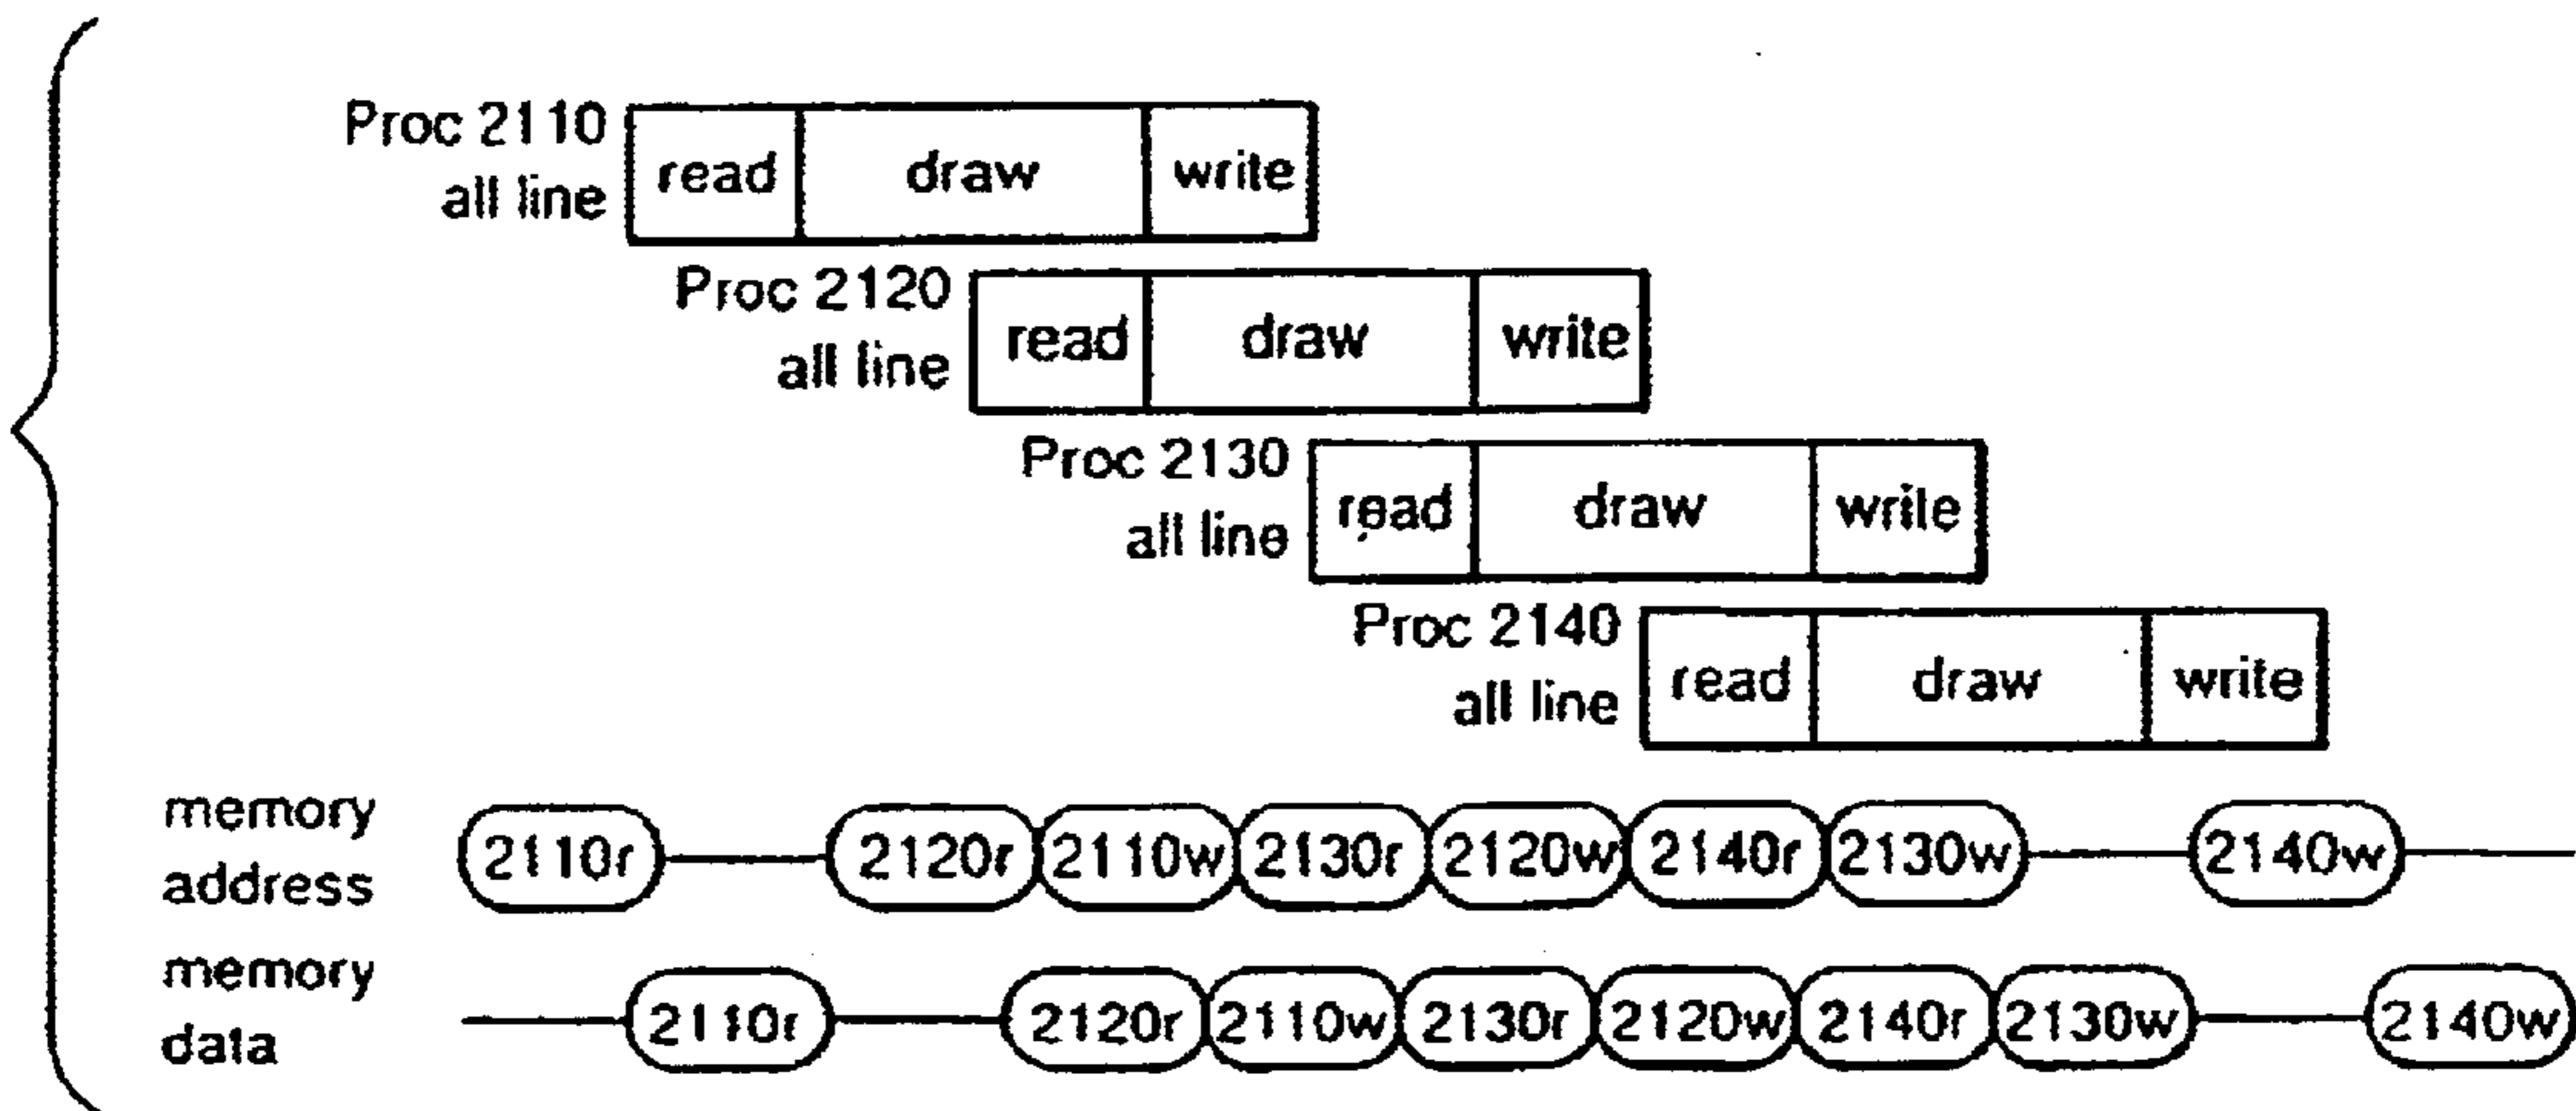 Proc 2110
all line
read draw write
Proc 2120
all line
read draw write
Proc 2130
all line
read draw write
Proc 2140
all line
read draw write
memory
address
2110r 2120r 2110w 2130r 2120w 2140r 2130w 2140w
memory
data
2110r 2120r 2110w 2130r 2120w 2140r 2130w 2140w